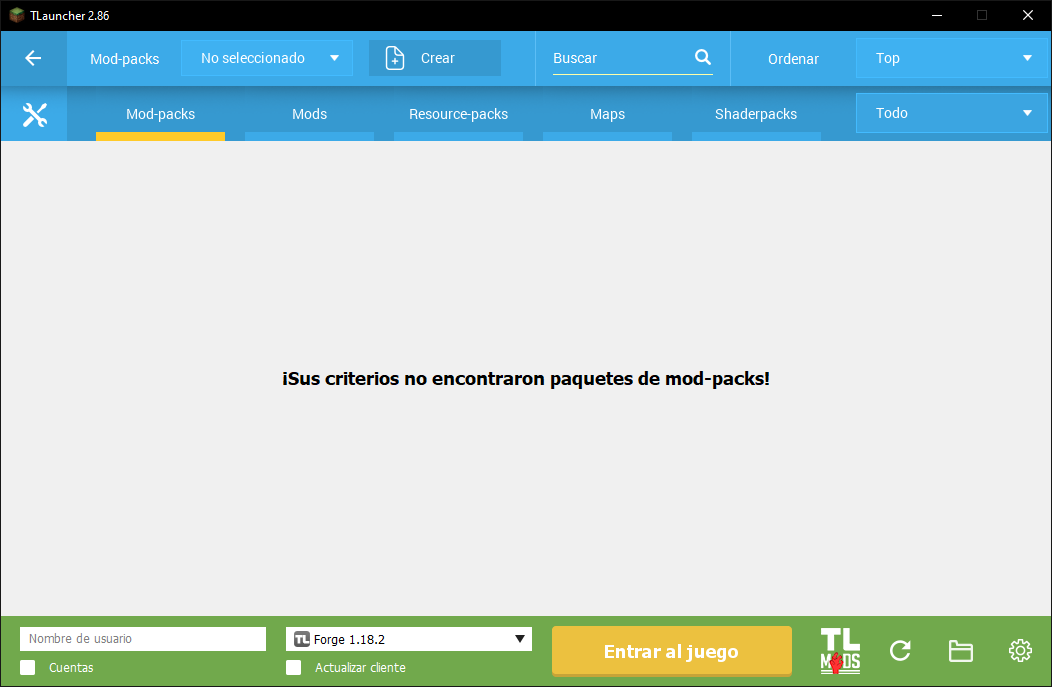 TLauncher 2.86
Mod-packs
No seleccionado
Crear
Buscar
Ordenar
Top
Mod-packs
Mods
Resource-packs
Maps
Shaderpacks
Todo
¡Sus criterios no encontraron paquetes de mod-packs!
Nombre de usuario
TL Forge 1.18.2
Entrar al juego
TL
MODS
Cuentas
Actualizar cliente